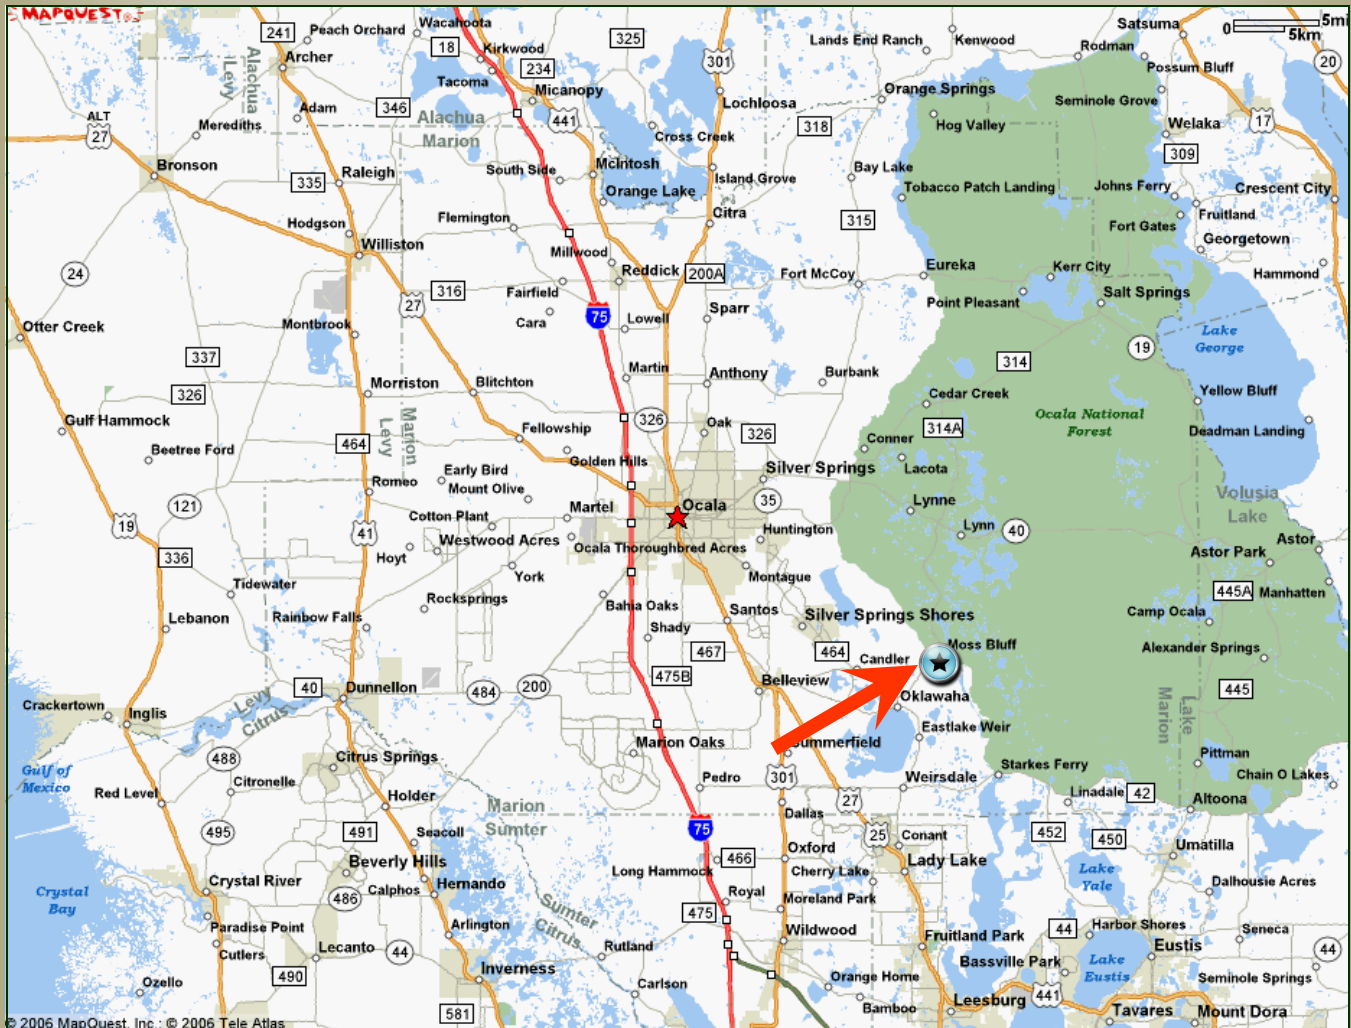 MAPQUEST.
Wacahoota
Satsuma
0 5mi
5km
241
Peach Orchard
325
Lands End Ranch
Kenwood
Rodman
18
Kirkwood
301
20
Archer
Alachua
Levy
Tacoma
234
Possum Bluff
Micanopy
Orange Springs
Seminole Grove
Adam
346
Lochloosa
ALT
27
Merediths
Alachua
Marion
441
318
Hog Valley
Welaka
17
Cross Creek
309
Bronson
South Side
McIntosh
Bay Lake
335
Raleigh
Island Grove
Tobacco Patch Landing
Johns Ferry
Crescent City
Orange Lake
Flemington
Citra
315
Fruitland
Hodgson
Fort Gates
Williston
Millwood
Georgetown
24
Reddick
200A
Fort McCoy
Eureka
Kerr City
Hammond
316
Fairfield
Point Pleasant
Salt Springs
27
Cara
75
Lowell
Sparr
Otter Creek
Montbrook
Lake
George
337
314
19
Martin
Anthony
Burbank
326
Morriston
Blitchton
Cedar Creek
Yellow Bluff
Gulf Hammock
Marion
Levy
326
Oak
326
314A
Ocala National
Forest
Deadman Landing
464
Fellowship
Conner
Beetree Ford
Golden Hills
Silver Springs
Lacota
Early Bird
Romeo
Mount Olive
35
Lynne
Volusia
Lake
121
Martel
Ocala
19
Cotton Plant
Huntington
Lynn
40
41
Westwood Acres
Astor
336
Hoyt
Ocala Thoroughbred Acres
Astor Park
York
Montague
Tidewater
445A
Manhatten
Rocksprings
Bahia Oaks
Santos
Silver Springs Shores
Camp Ocala
Lebanon
Rainbow Falls
Shady
467
464
Moss Bluff
Alexander Springs
Candler
475B
Belleview
40
Dunnellon
484
200
Oklawaha
445
Levy
Citrus
Marion
Lake
Crackertown
Inglis
Eastlake Weir
Marion Oaks
Summerfield
488
Citrus Springs
Pittman
Gulf of
Mexico
Citronelle
Pedro
301
Weirsdale
Starkes Ferry
Chain O Lakes
Red Level
Holder
27
Linadale
42
Altoona
Marion
Sumter
Dallas
495
491
Seacoll
75
25
Conant
452
450
Umatilla
Beverly Hills
466
Oxford
Lady Lake
Crystal River
Long Hammock
Cherry Lake
Lake
Yale
Dalhousie Acres
Crystal
Bay
486
Calphos
Hernando
Royal
Moreland Park
Sumter
Citrus
475
Paradise Point
Arlington
Wildwood
Fruitland Park
44
Harbor Shores
Seneca
Cutlers
Lecanto
44
Rutland
Bassville Park
Eustis
44
490
Inverness
Orange Home
Lake
Eustis
Seminole Springs
Ozello
Carlson
441
581
Bamboo
Leesburg
Tavares
Mount Dora
© 2006 MapQuest, Inc.; © 2006 Tele Atlas